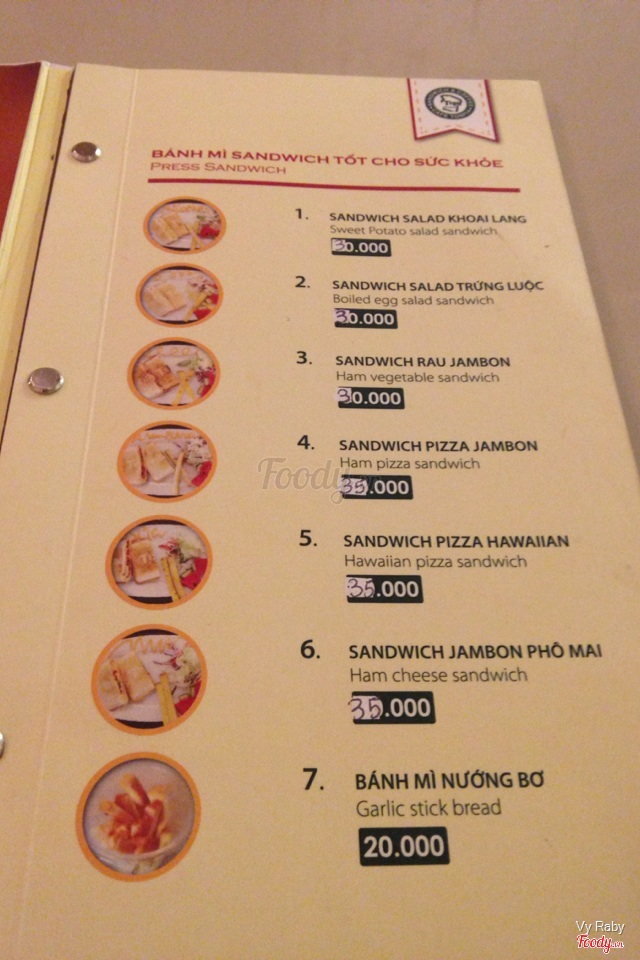 BÁNH MÌ SANDWICH TỐT CHO SỨC KHỎE
PRESS SANDWICH
1. SANDWICH SALAD KHOAI LANG
Sweet Potato salad sandwich
30.000
2. SANDWICH SALAD TRỨNG LUỘC
Boiled egg salad sandwich
30.000
3. SANDWICH RAU JAMBON
Ham vegetable sandwich
30.000
4. SANDWICH PIZZA JAMBON
Ham pizza sandwich
35.000
Foody.vn
5. SANDWICH PIZZA HAWAIIAN
Hawaiian pizza sandwich
35.000
6. SANDWICH JAMBON PHÔ MAI
Ham cheese sandwich
35.000
7. BÁNH MÌ NƯỚNG BƠ
Garlic stick bread
20.000
Vy Raby
Foody.vn